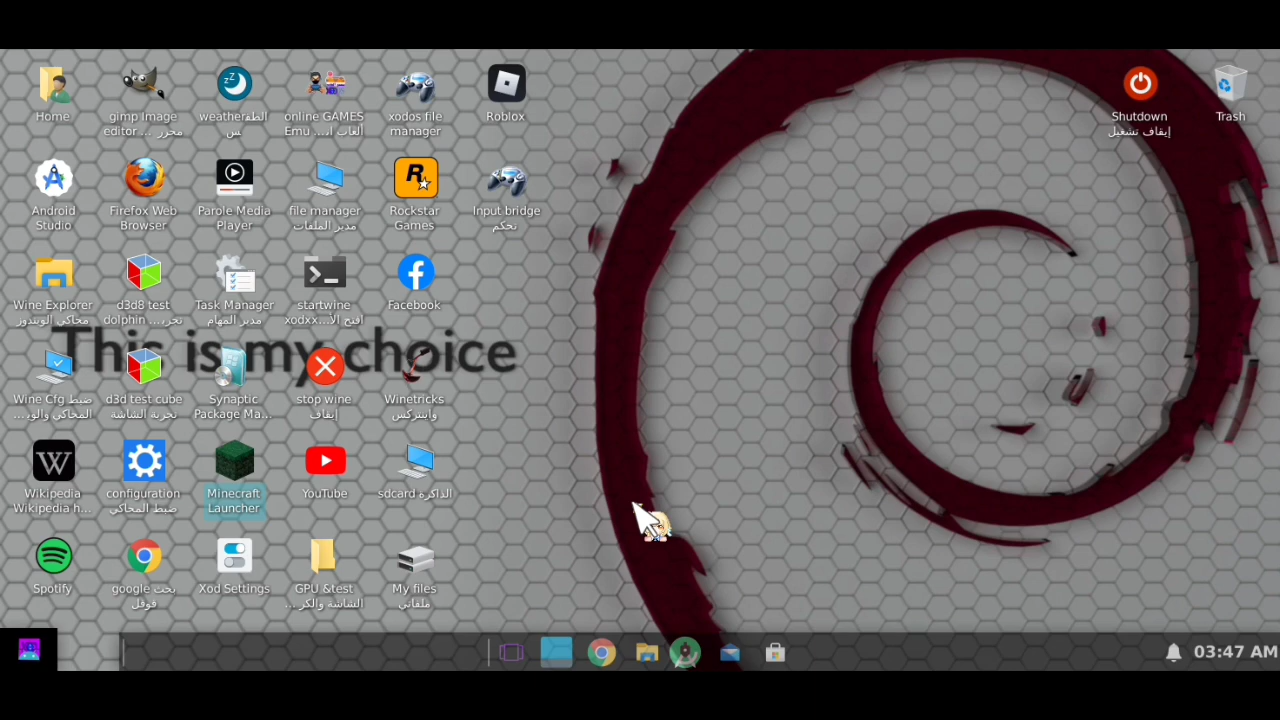 Home
gimp Image
editor ... محرر
weatherالطق
س
online GAMES
Emu ...ألعاب ان
xodos file
manager
Roblox
Shutdown
إيقاف تشغيل
Trash
Android
Studio
Firefox Web
Browser
Parole Media
Player
file manager
مدير الملفات
Rockstar
Games
Input bridge
تحكم
Wine Explorer
محاكي الويندوز
d3d8 test
dolphin ...تجرب
Task Manager
مدير المهام
startwine
xodxx...افتح الأ
Facebook
This is my choice
Wine Cfg ضبط
المحاكي والويـ...
d3d test cube
تجربة الشاشة
Synaptic
Package Ma...
stop wine
إيقاف
Winetricks
واينتركس
Wikipedia
Wikipedia h...
configuration
ضبط المحاكي
Minecraft
Launcher
YouTube
sdcard الذاكرة
Spotify
google بحث
قوقل
Xod Settings
GPU &test
الشاشة والكر ...
My files
ملفاتي
03:47 AM